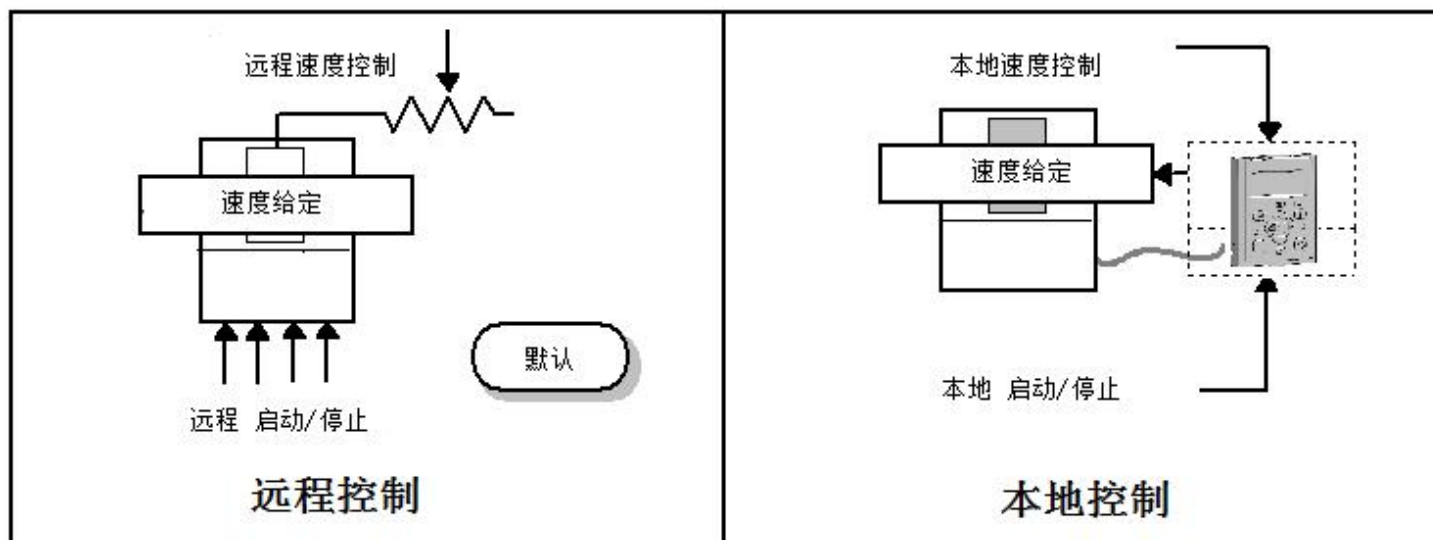 远程速度控制
速度给定
默认
远程 启动/停止
远程控制
本地速度控制
速度给定
本地 启动/停止
本地控制